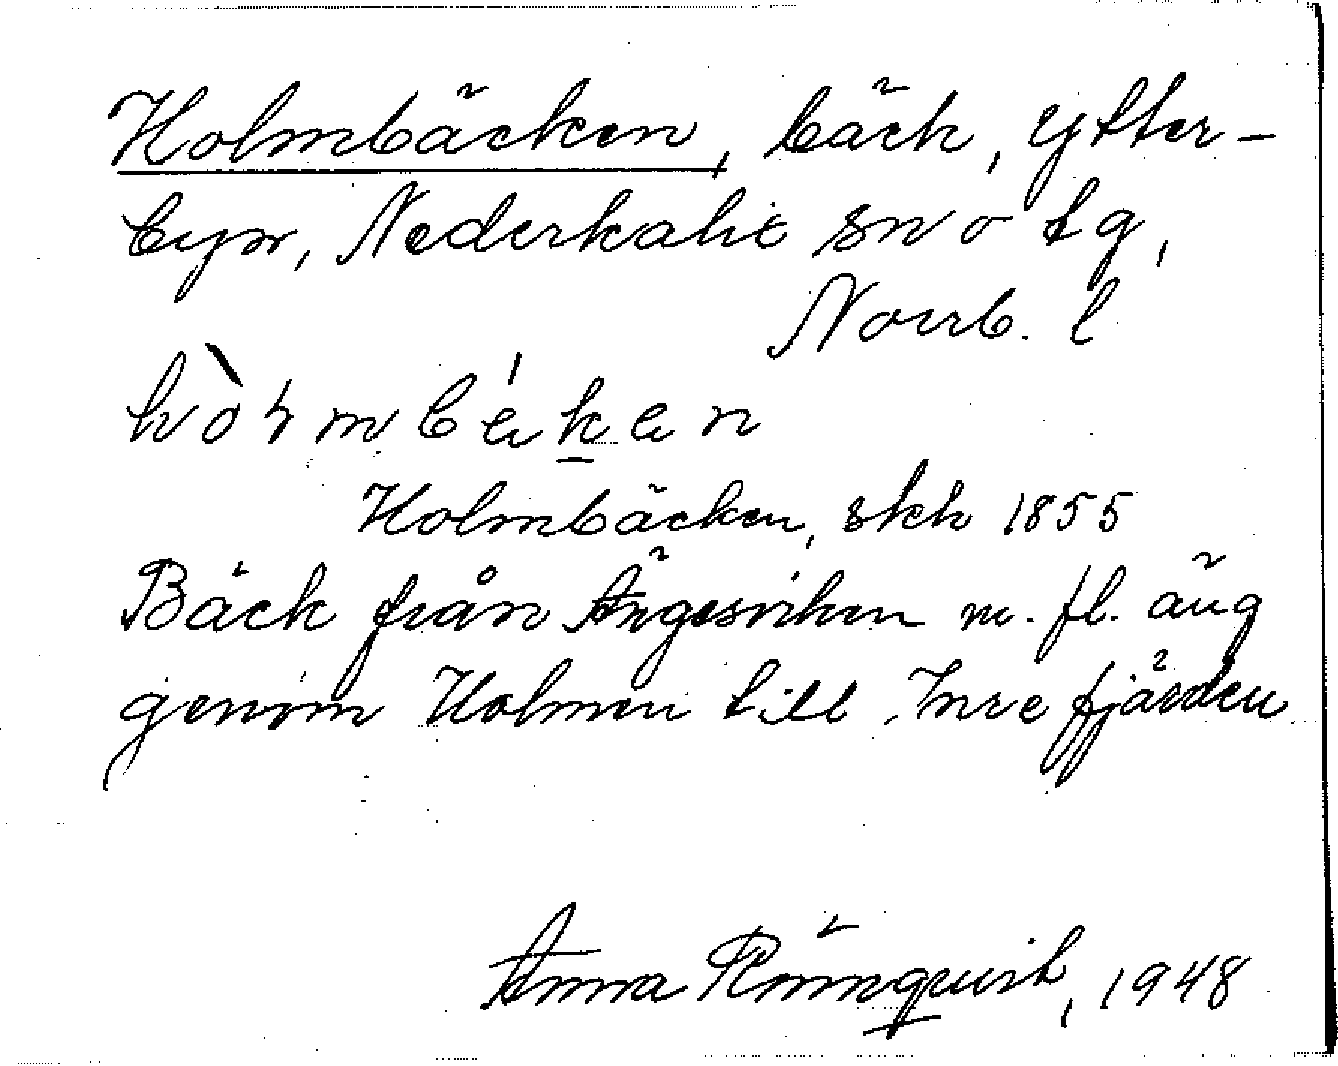 Holmbäcken, bäck, Ytter-
byn, Nederkalix sn o tg,
Norrb. l
Holmbäcken, skk 1855
Bäck från Ängesviken m. fl. äng
genom Holmen till Inre fjärden
Anna Rönnquist, 1948